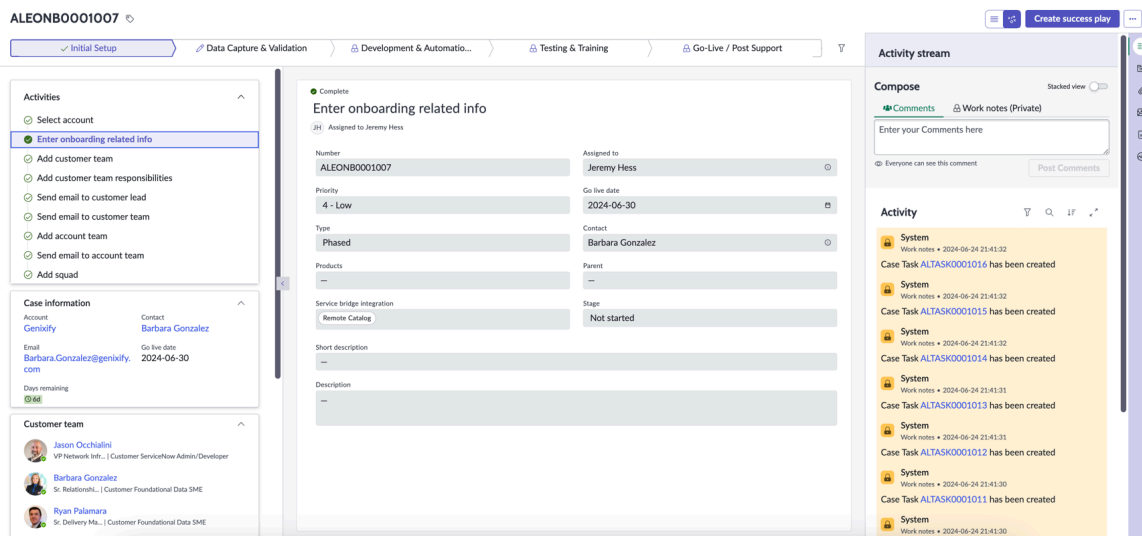 ALEONB0001007
Create success play
Initial Setup
Data Capture & Validation
Development & Automatio...
Testing & Training
Go-Live / Post Support
Activities
Select account
Enter onboarding related info
Add customer team
Add customer team responsibilities
Send email to customer lead
Send email to customer team
Add account team
Send email to account team
Add squad
Case information
Account
Contact
Genixify
Barbara Gonzalez
Email
Go live date
Barbara.Gonzalez@genixify.
com
2024-06-30
Days remaining
6d
Customer team
Jason Occhialini
VP Network Infr... | Customer ServiceNow Admin/Developer
Barbara Gonzalez
Sr. Relationshi... | Customer Foundational Data SME
Ryan Palamara
Sr. Delivery Ma... | Customer Foundational Data SME
Complete
Enter onboarding related info
JH Assigned to Jeremy Hess
Number
Assigned to
ALEONB0001007
Jeremy Hess
Priority
Go live date
4 - Low
2024-06-30
Type
Contact
Phased
Barbara Gonzalez
Products
Parent
—
—
Service bridge integration
Stage
Remote Catalog
Not started
Short description
—
Description
—
Activity stream
Compose
Stacked view
Comments
Work notes (Private)
Enter your Comments here
Everyone can see this comment
Post Comments
Activity
System
Work notes • 2024-06-24 21:41:32
Case Task ALTASK0001016 has been created
System
Work notes • 2024-06-24 21:41:32
Case Task ALTASK0001015 has been created
System
Work notes • 2024-06-24 21:41:32
Case Task ALTASK0001014 has been created
System
Work notes • 2024-06-24 21:41:31
Case Task ALTASK0001013 has been created
System
Work notes • 2024-06-24 21:41:31
Case Task ALTASK0001012 has been created
System
Work notes • 2024-06-24 21:41:30
Case Task ALTASK0001011 has been created
System
Work notes • 2024-06-24 21:41:30